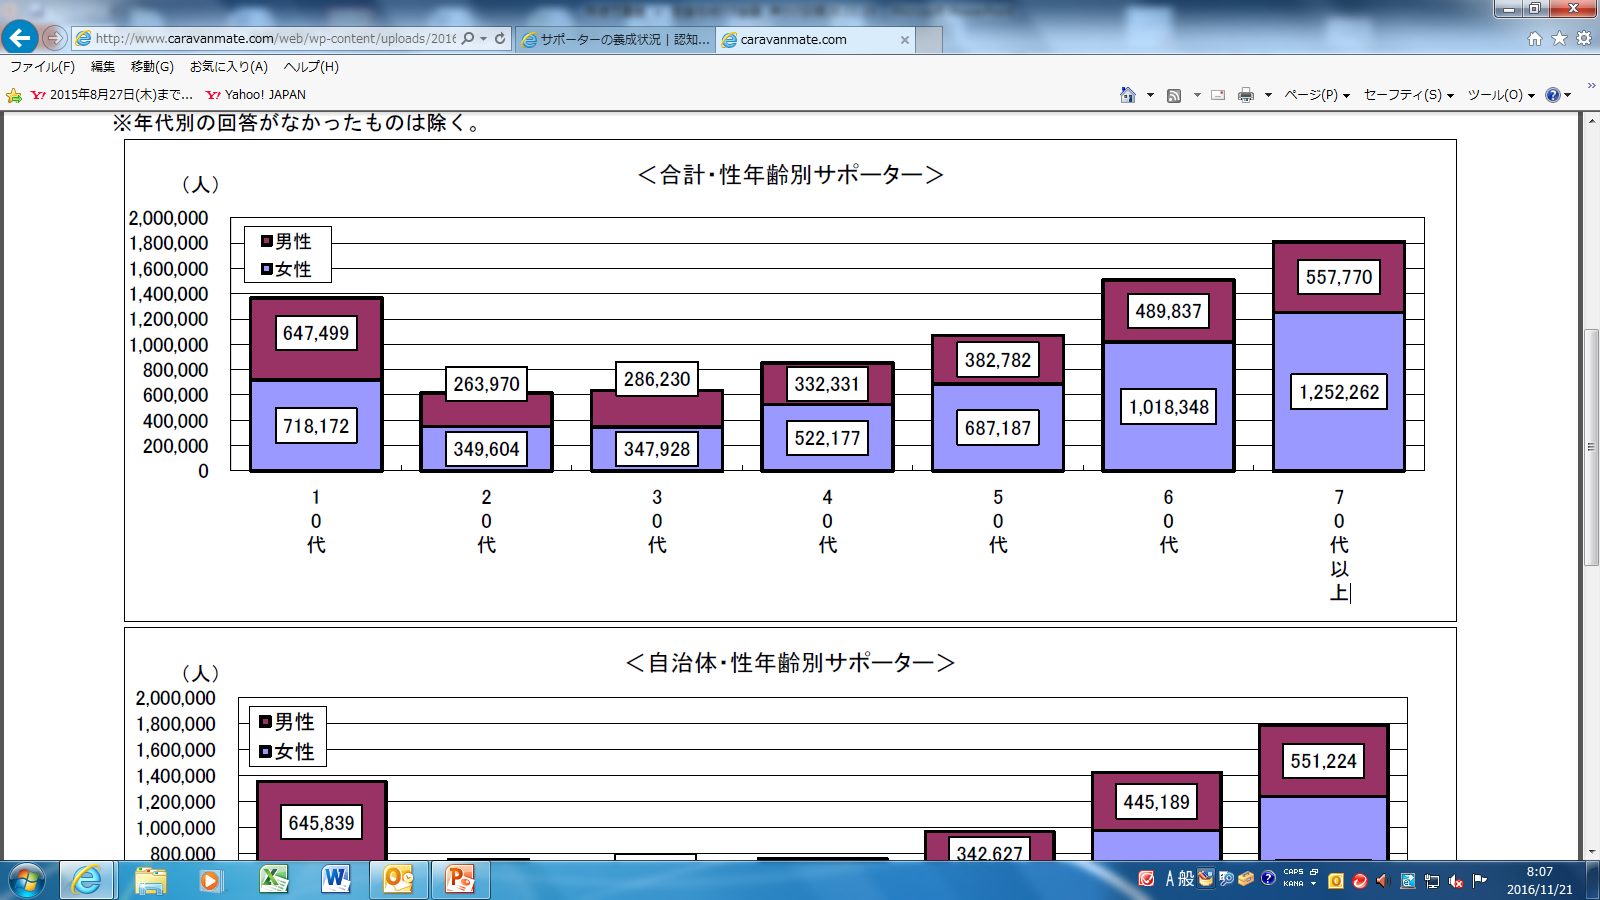 http://www.caravanmate.com/web/wp-content/uploads/2016
サポーターの養成状況 | 認知...
caravanmate.com
ファイル(F) 編集 移動(G) お気に入り(A) ヘルプ(H)
2015年8月27日(木)まで... Yahoo! JAPAN
ページ(P) セーフティ(S) ツール(O)
※年代別の回答がなかったものは除く。
＜合計・性年齢別サポーター＞
（人）
2,000,000
1,800,000
1,600,000
1,400,000
1,200,000
1,000,000
800,000
600,000
400,000
200,000
0
男性
女性
647,499
718,172
263,970
349,604
286,230
347,928
332,331
522,177
382,782
687,187
489,837
1,018,348
557,770
1,252,262
10代
20代
30代
40代
50代
60代
70代以上
＜自治体・性年齢別サポーター＞
（人）
2,000,000
1,800,000
1,600,000
1,400,000
1,200,000
1,000,000
800,000
男性
女性
645,839
342,627
445,189
551,224
A 般
CAPS
KANA
8:07
2016/11/21